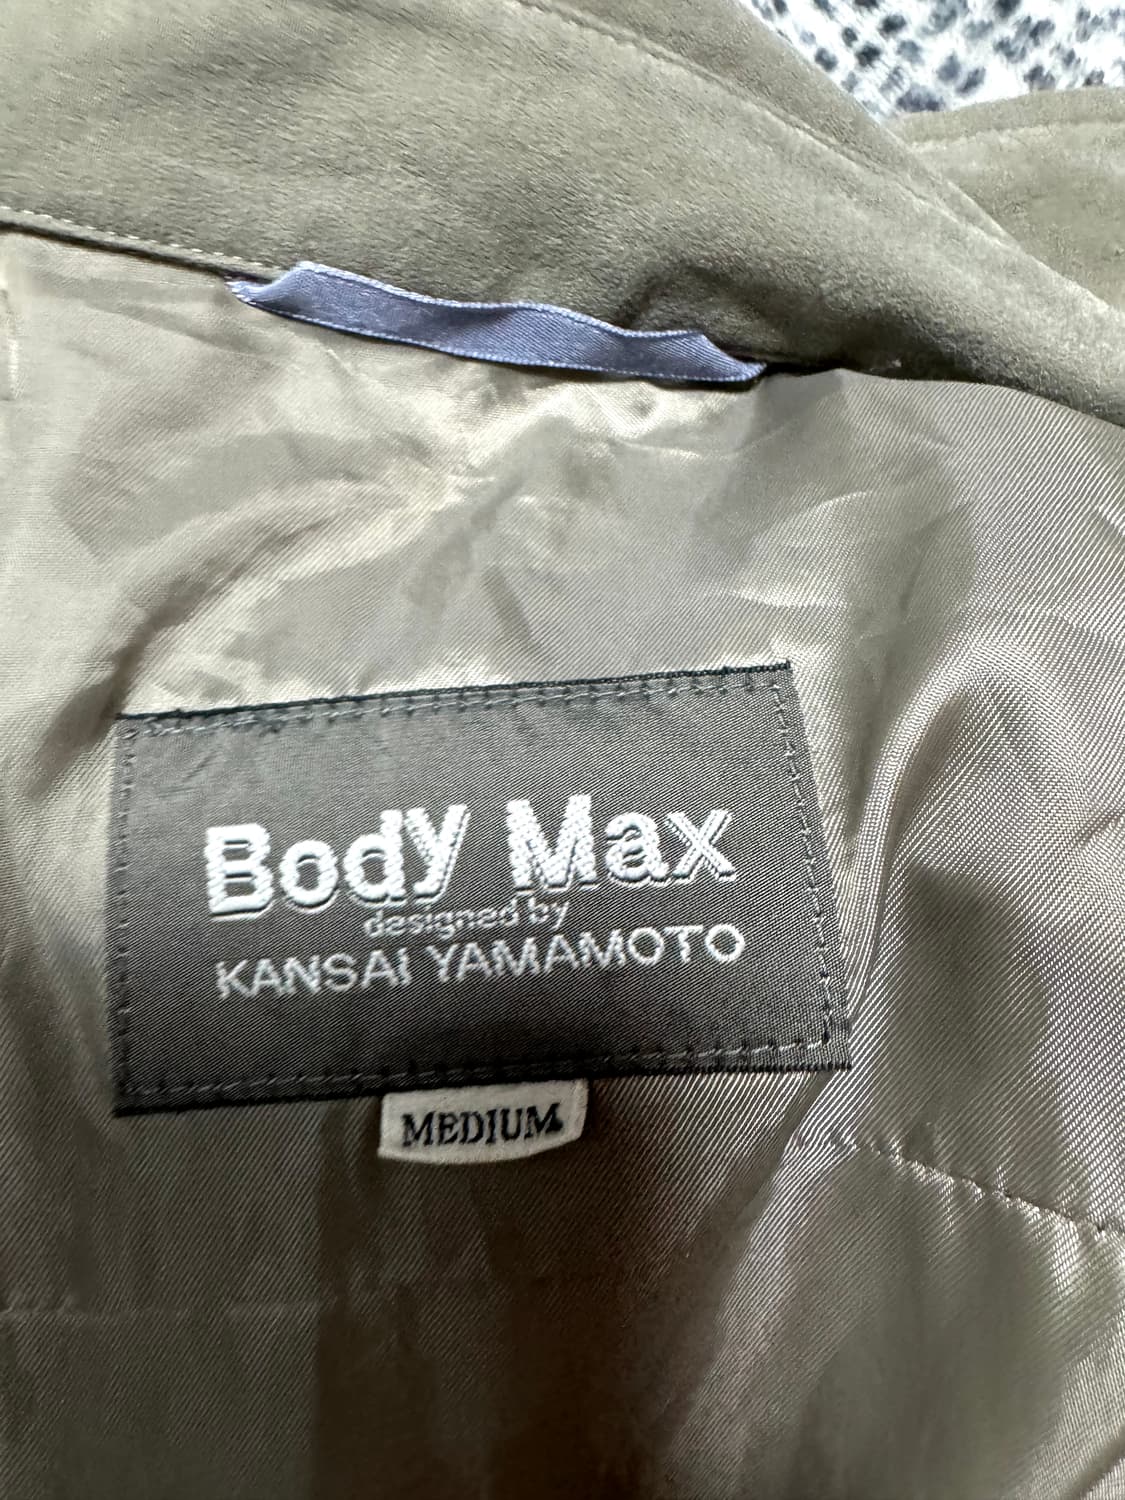 Body Max
designed by
KANSAI YAMAMOTO
MEDIUM